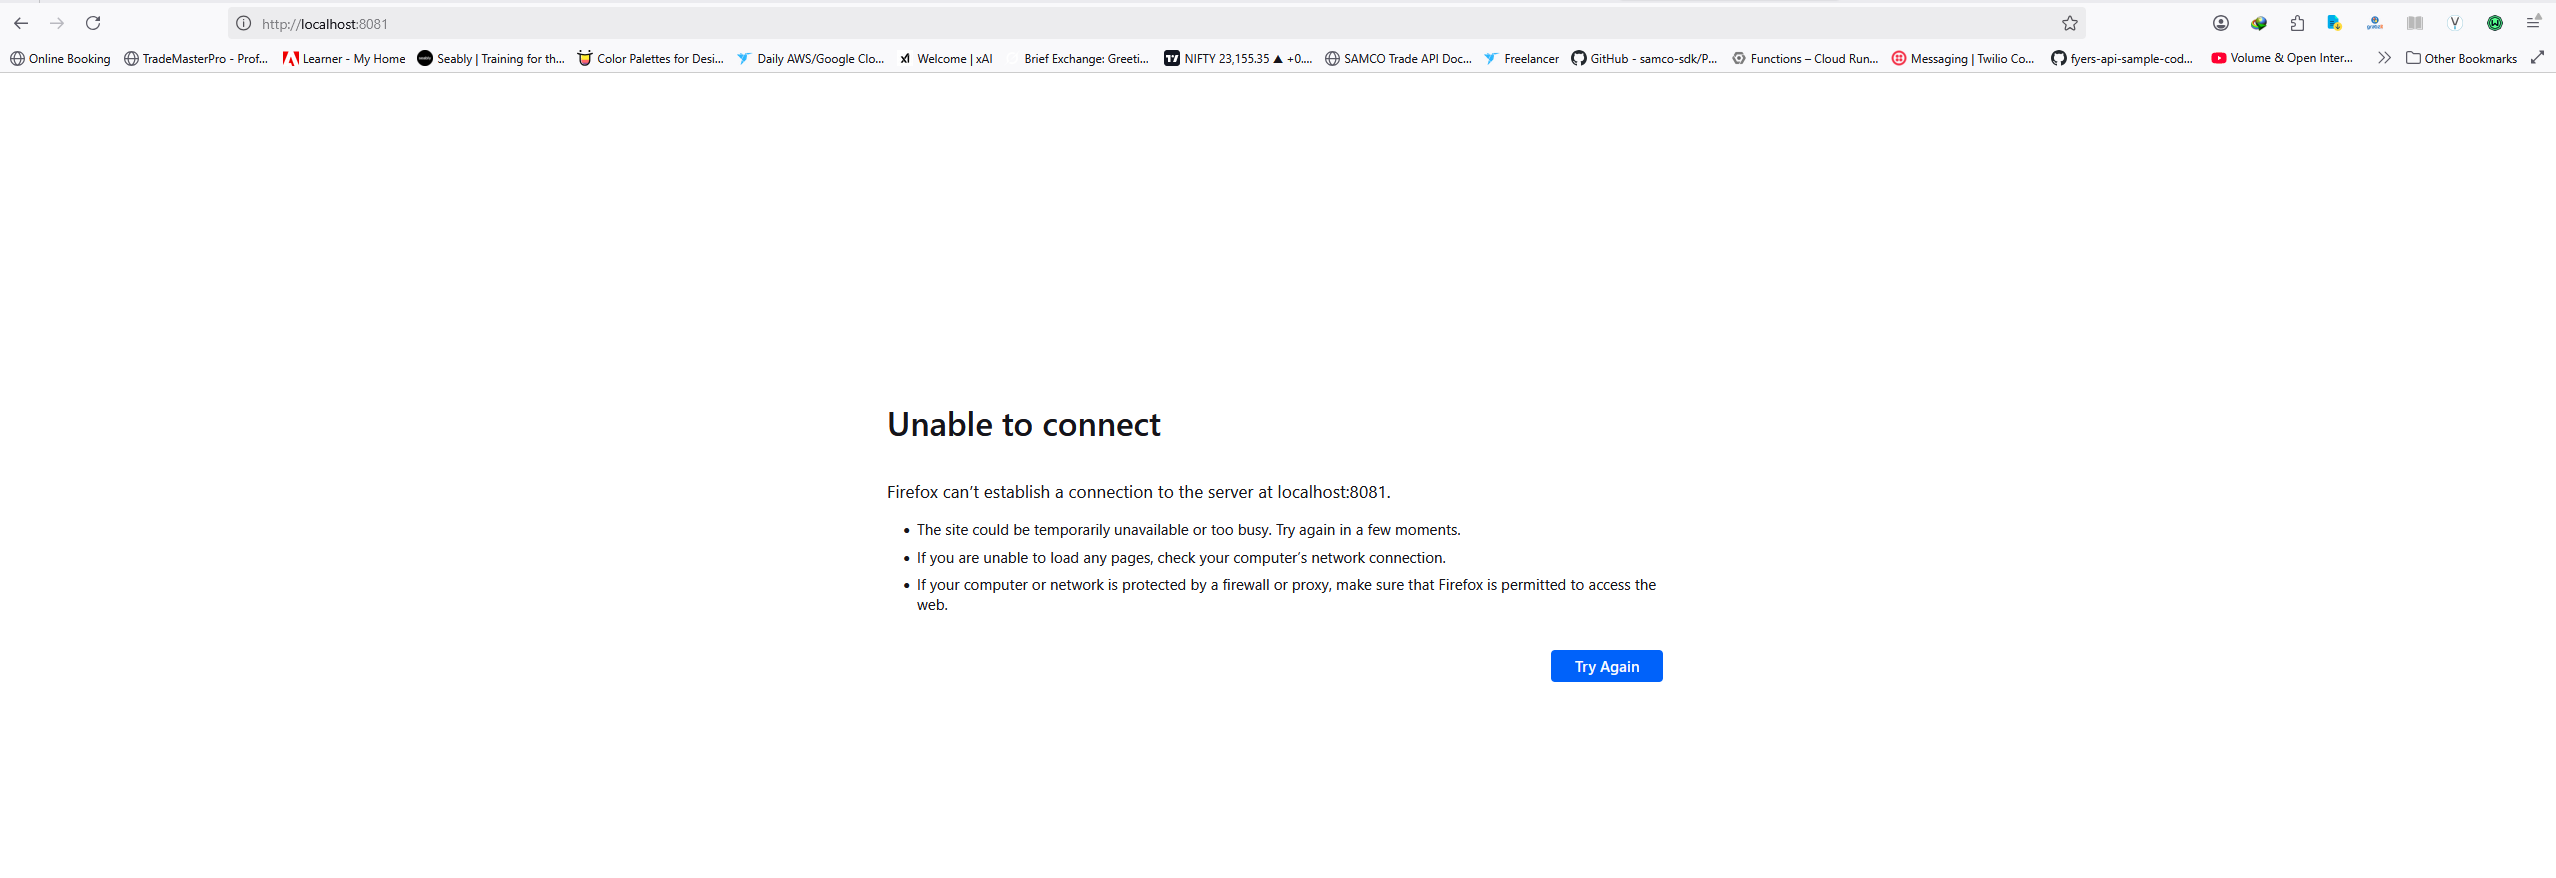 http://localhost:8081
Online Booking TradeMasterPro - Prof... Learner - My Home Seably | Training for th... Color Palettes for Desi... Daily AWS/Google Clo... Welcome | xAI Brief Exchange: Greeti... NIFTY 23,155.35 ▲ +0.... SAMCO Trade API Doc... Freelancer GitHub - samco-sdk/P... Functions – Cloud Run... Messaging | Twilio Co... fyers-api-sample-cod... Volume & Open Inter... Other Bookmarks
Unable to connect
Firefox can’t establish a connection to the server at localhost:8081.
• The site could be temporarily unavailable or too busy. Try again in a few moments.
• If you are unable to load any pages, check your computer’s network connection.
• If your computer or network is protected by a firewall or proxy, make sure that Firefox is permitted to access the
web.
Try Again